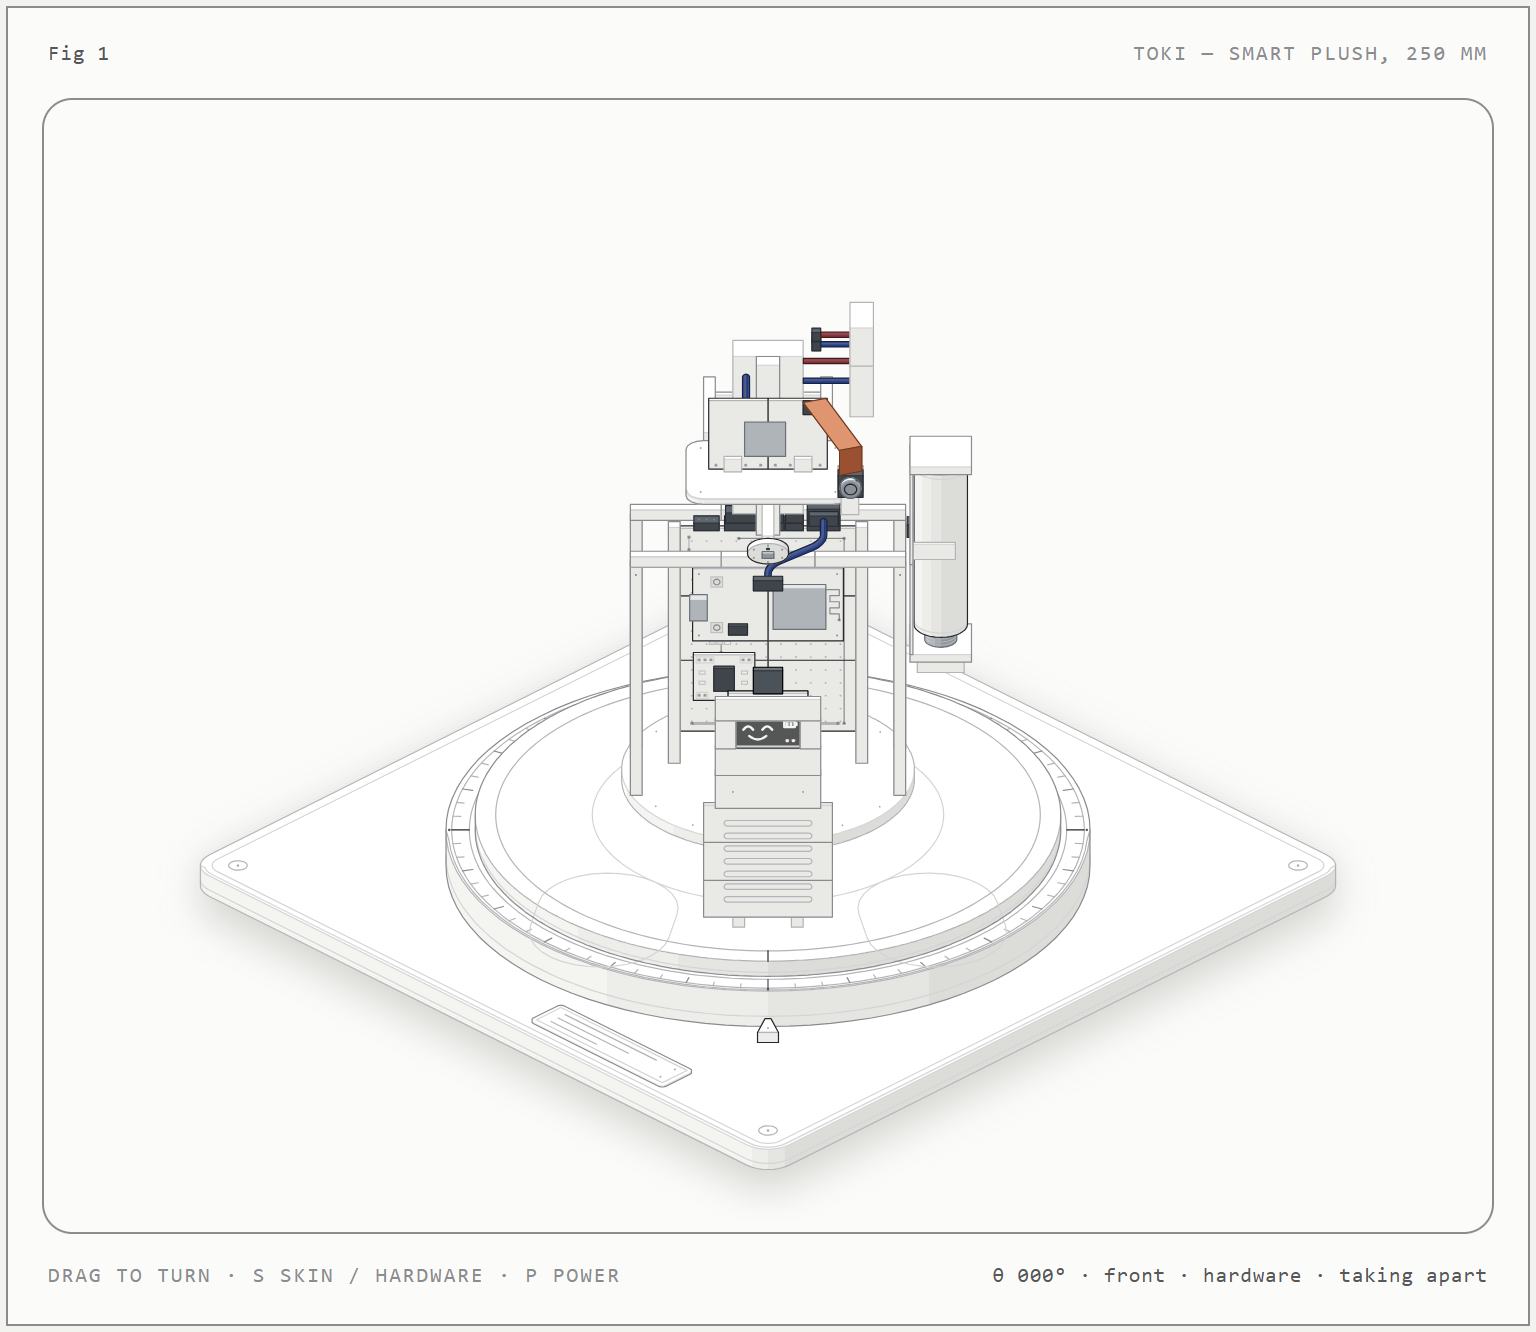 Fig 1
TOKI — SMART PLUSH, 250 MM
DRAG TO TURN · S SKIN / HARDWARE · P POWER
θ 000° · front · hardware · taking apart